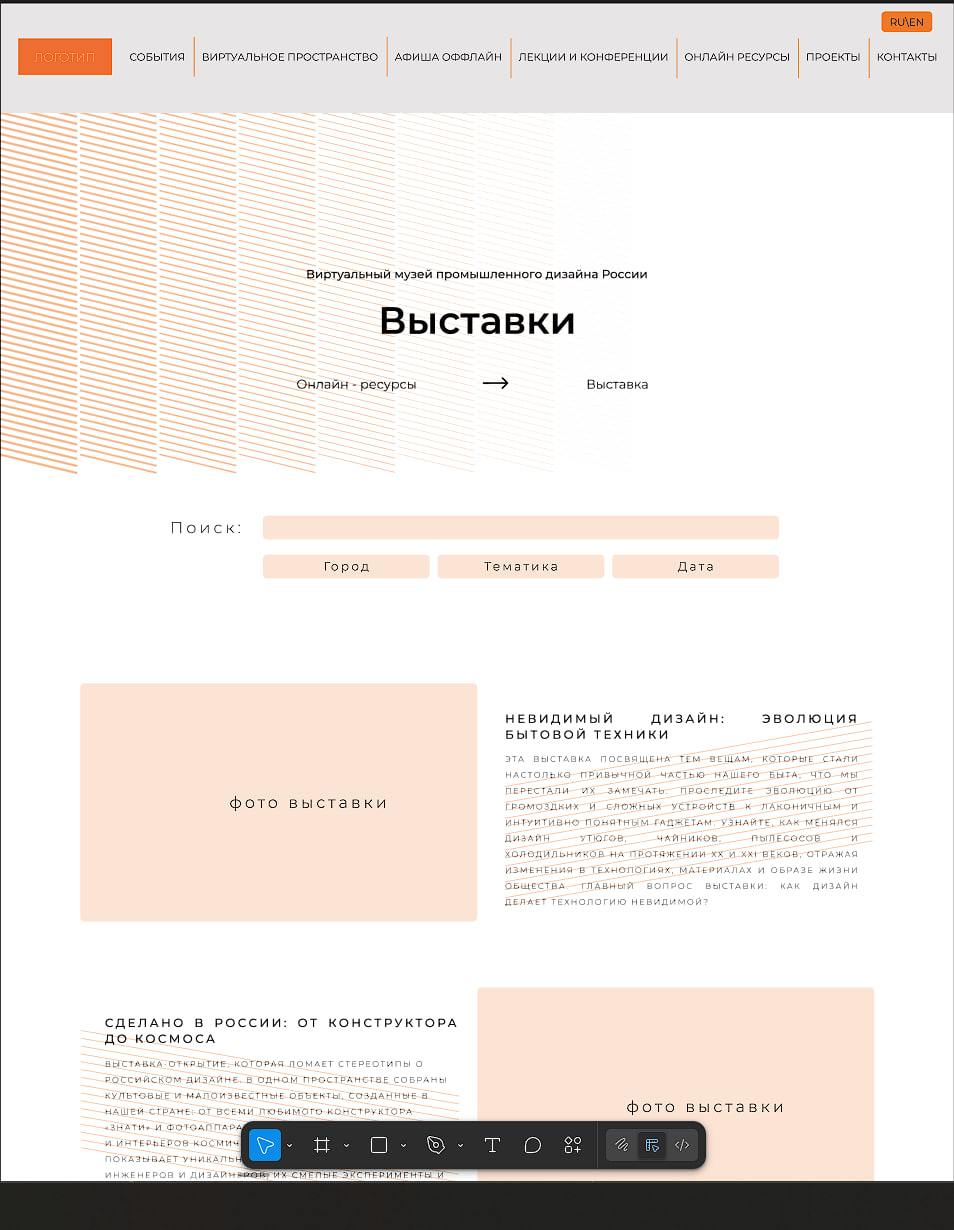 RU\EN
ЛОГОТИП СОБЫТИЯ ВИРТУАЛЬНОЕ ПРОСТРАНСТВО АФИША ОФФЛАЙН ЛЕКЦИИ И КОНФЕРЕНЦИИ ОНЛАЙН РЕСУРСЫ ПРОЕКТЫ КОНТАКТЫ
Виртуальный музей промышленного дизайна России
Выставки
Онлайн - ресурсы → Выставка
Поиск:
Город Тематика Дата
фото выставки
НЕВИДИМЫЙ ДИЗАЙН: ЭВОЛЮЦИЯ
БЫТОВОЙ ТЕХНИКИ
ЭТА ВЫСТАВКА ПОСВЯЩЕНА ТЕМ ВЕЩАМ, КОТОРЫЕ СТАЛИ
НАСТОЛЬКО ПРИВЫЧНОЙ ЧАСТЬЮ НАШЕГО БЫТА, ЧТО МЫ
ПЕРЕСТАЛИ ИХ ЗАМЕЧАТЬ. ПРОСЛЕДИТЕ ЭВОЛЮЦИЮ ОТ
ГРОМОЗДКИХ И СЛОЖНЫХ УСТРОЙСТВ К ЛАКОНИЧНЫМ И
ИНТУИТИВНО ПОНЯТНЫМ ГАДЖЕТАМ. УЗНАЙТЕ, КАК МЕНЯЛСЯ
ДИЗАЙН УТЮГОВ, ЧАЙНИКОВ, ПЫЛЕСОСОВ И
ХОЛОДИЛЬНИКОВ НА ПРОТЯЖЕНИИ XX И XXI ВЕКОВ, ОТРАЖАЯ
ИЗМЕНЕНИЯ В ТЕХНОЛОГИЯХ, МАТЕРИАЛАХ И ОБРАЗЕ ЖИЗНИ
ОБЩЕСТВА. ГЛАВНЫЙ ВОПРОС ВЫСТАВКИ: КАК ДИЗАЙН
ДЕЛАЕТ ТЕХНОЛОГИЮ НЕВИДИМОЙ?
СДЕЛАНО В РОССИИ: ОТ КОНСТРУКТОРА
ДО КОСМОСА
ВЫСТАВКА-ОТКРЫТИЕ, КОТОРАЯ ЛОМАЕТ СТЕРЕОТИПЫ О
РОССИЙСКОМ ДИЗАЙНЕ. В ОДНОМ ПРОСТРАНСТВЕ СОБРАНЫ
КУЛЬТОВЫЕ И МАЛОИЗВЕСТНЫЕ ОБЪЕКТЫ, СОЗДАННЫЕ В
НАШЕЙ СТРАНЕ: ОТ ВСЕМИ ЛЮБИМОГО КОНСТРУКТОРА
«ЗНАТИ» И ФОТОАППАРА
И ИНТЕРЬЕРОВ КОСМИЧ
ПОКАЗЫВАЕТ УНИКАЛЬН
ИНЖЕНЕРОВ И ДИЗАЙНЕРОВ, ИХ СМЕЛЫЕ ЭКСПЕРИМЕНТЫ И
фото выставки